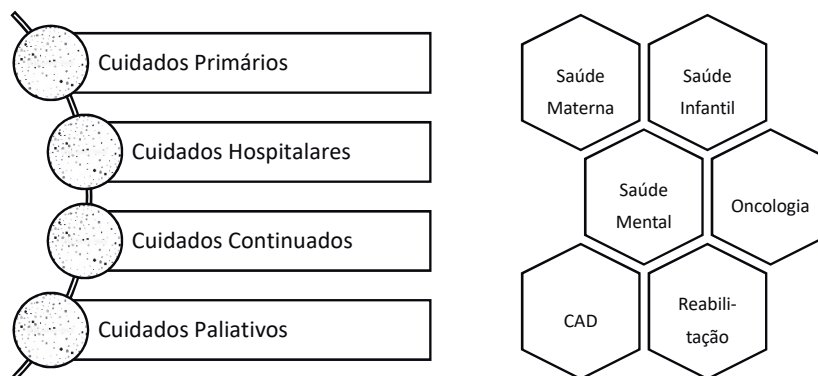 Cuidados Primários
Cuidados Hospitalares
Cuidados Continuados
Cuidados Paliativos
Saúde
Materna
Saúde
Infantil
Saúde
Mental
Oncologia
CAD
Reabili-
tação